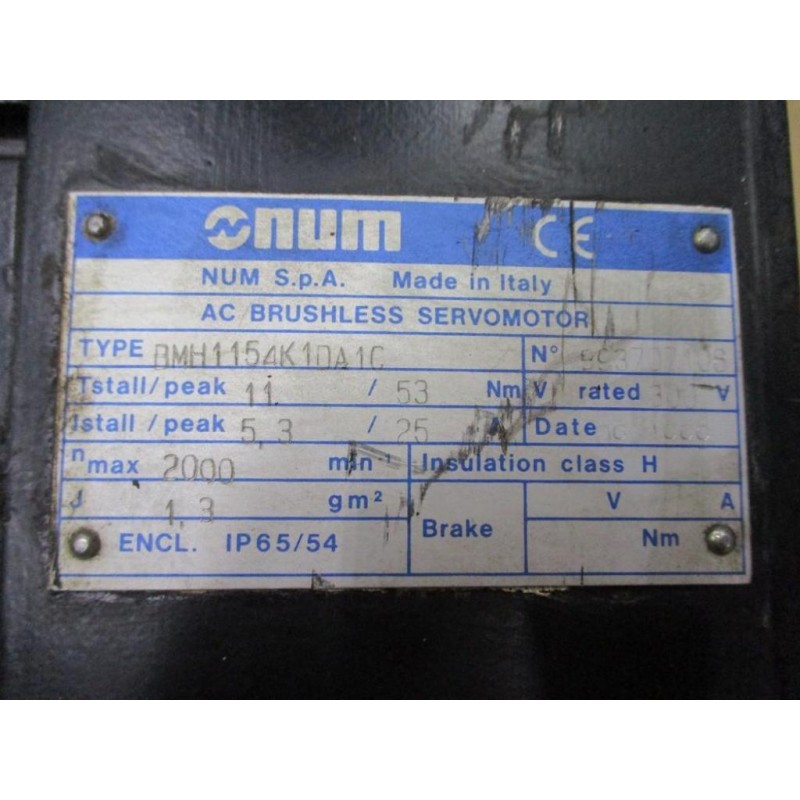 num CE
NUM S.p.A. Made in Italy
AC BRUSHLESS SERVOMOTOR
TYPE BMH1154K1DA1C N°
Tstall/peak 11 / 53 Nm V rated V
Istall/peak 5,3 / 25 A Date
nmax 2000 min⁻¹ Insulation class H
J 1,3 gm² V A
ENCL. IP65/54 Brake Nm